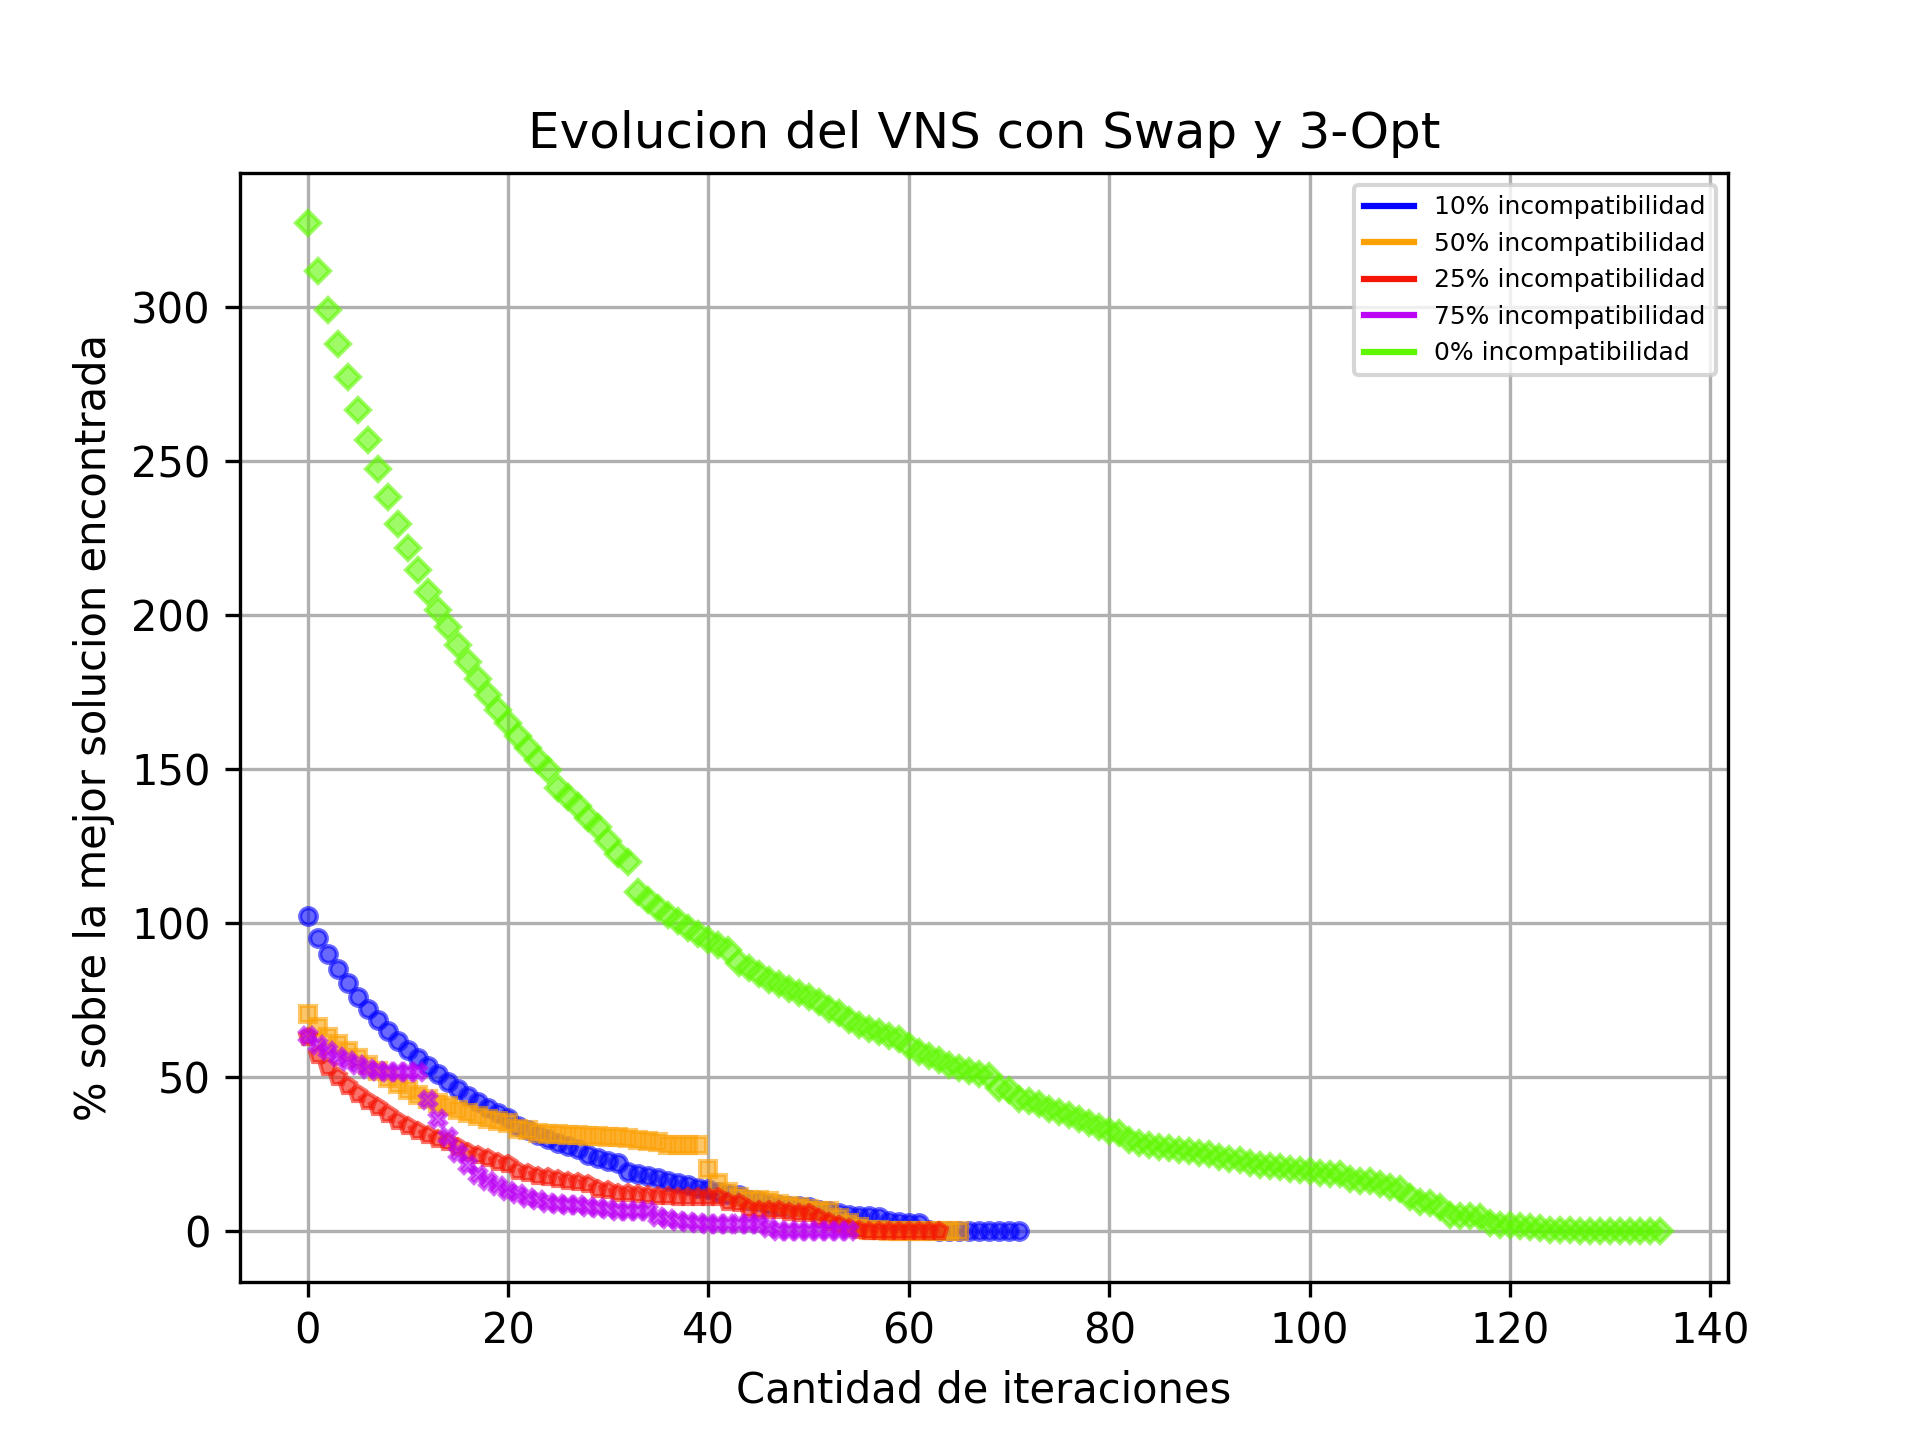 Evolucion del VNS con Swap y 3-Opt
% sobre la mejor solucion encontrada
300
250
200
150
100
50
0
10% incompatibilidad
50% incompatibilidad
25% incompatibilidad
75% incompatibilidad
0% incompatibilidad
0 20 40 60 80 100 120 140
Cantidad de iteraciones